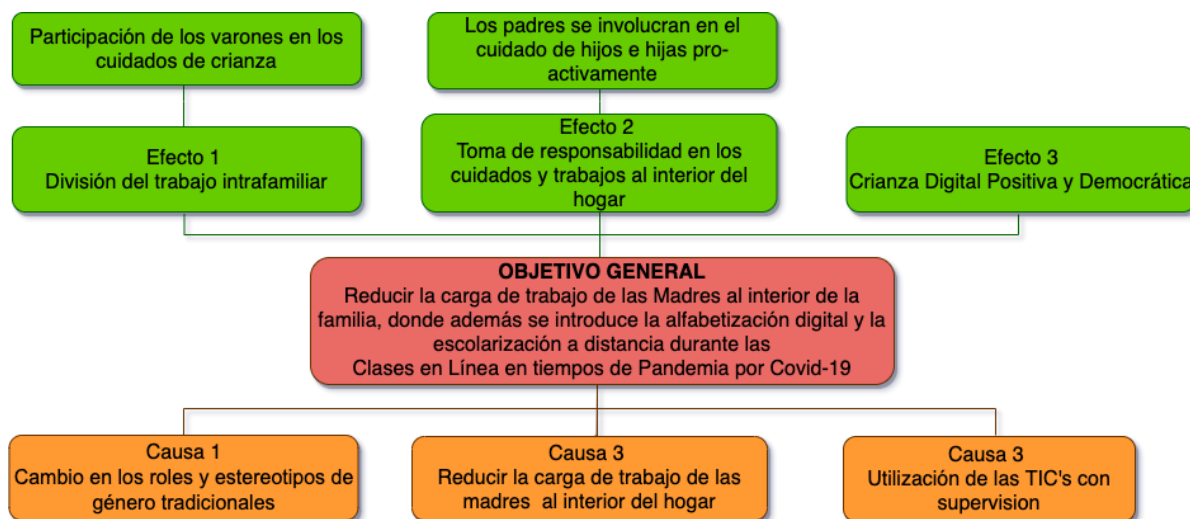 Participación de los varones en los
cuidados de crianza
Los padres se involucran en el
cuidado de hijos e hijas pro-
activamente
Efecto 1
División del trabajo intrafamiliar
Efecto 2
Toma de responsabilidad en los
cuidados y trabajos al interior del
hogar
Efecto 3
Crianza Digital Positiva y Democrática
OBJETIVO GENERAL
Reducir la carga de trabajo de las Madres al interior de la
familia, donde además se introduce la alfabetización digital y la
escolarización a distancia durante las
Clases en Línea en tiempos de Pandemia por Covid-19
Causa 1
Cambio en los roles y estereotipos de
género tradicionales
Causa 3
Reducir la carga de trabajo de las
madres al interior del hogar
Causa 3
Utilización de las TIC's con
supervision